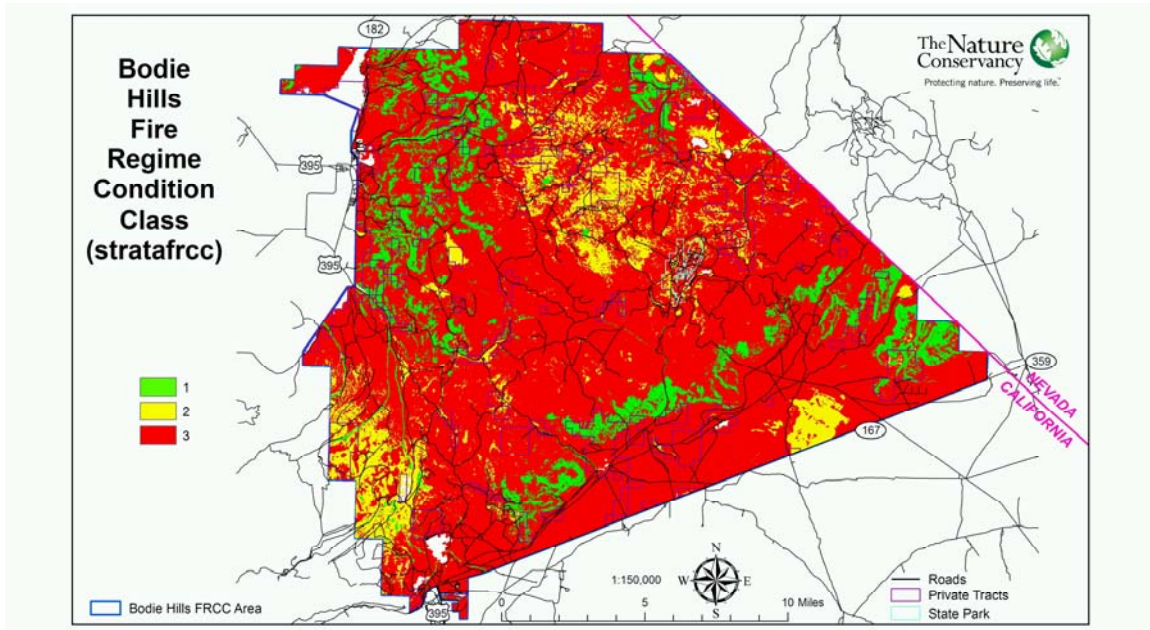 Bodie
Hills
Fire
Regime
Condition
Class
(stratafrcc)
182
The Nature
Conservancy
Protecting nature. Preserving life.™
395
395
1
2
3
359
NEVADA
CALIFORNIA
167
N
W E
S
1:150,000
0 5 10 Miles
Roads
Private Tracts
State Park
Bodie Hills FRCC Area
395